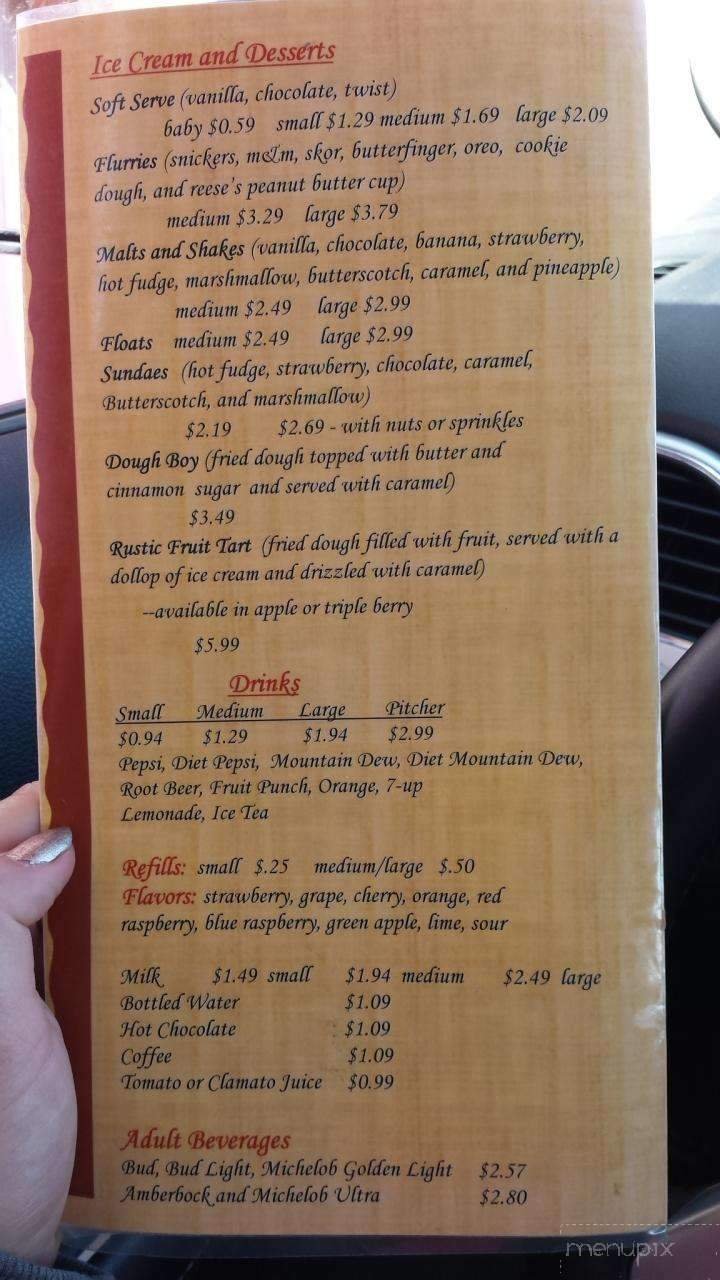 Ice Cream and Desserts
Soft Serve (vanilla, chocolate, twist)
baby $0.59 small $1.29 medium $1.69 large $2.09
Flurries (snickers, m&m, skor, butterfinger, oreo, cookie
dough, and reese's peanut butter cup)
medium $3.29 large $3.79
Malts and Shakes (vanilla, chocolate, banana, strawberry,
hot fudge, marshmallow, butterscotch, caramel, and pineapple)
medium $2.49 large $2.99
Floats medium $2.49 large $2.99
Sundaes (hot fudge, strawberry, chocolate, caramel,
Butterscotch, and marshmallow)
$2.19 $2.69 - with nuts or sprinkles
Dough Boy (fried dough topped with butter and
cinnamon sugar and served with caramel)
$3.49
Rustic Fruit Tart (fried dough filled with fruit, served with a
dollop of ice cream and drizzled with caramel)
--available in apple or triple berry
$5.99
Drinks
Small Medium Large Pitcher
$0.94 $1.29 $1.94 $2.99
Pepsi, Diet Pepsi, Mountain Dew, Diet Mountain Dew,
Root Beer, Fruit Punch, Orange, 7-up
Lemonade, Ice Tea
Refills: small $.25 medium/large $.50
Flavors: strawberry, grape, cherry, orange, red
raspberry, blue raspberry, green apple, lime, sour
Milk $1.49 small $1.94 medium $2.49 large
Bottled Water $1.09
Hot Chocolate $1.09
Coffee $1.09
Tomato or Clamato Juice $0.99
Adult Beverages
Bud, Bud Light, Michelob Golden Light $2.57
Amberbock and Michelob Ultra $2.80
menupix